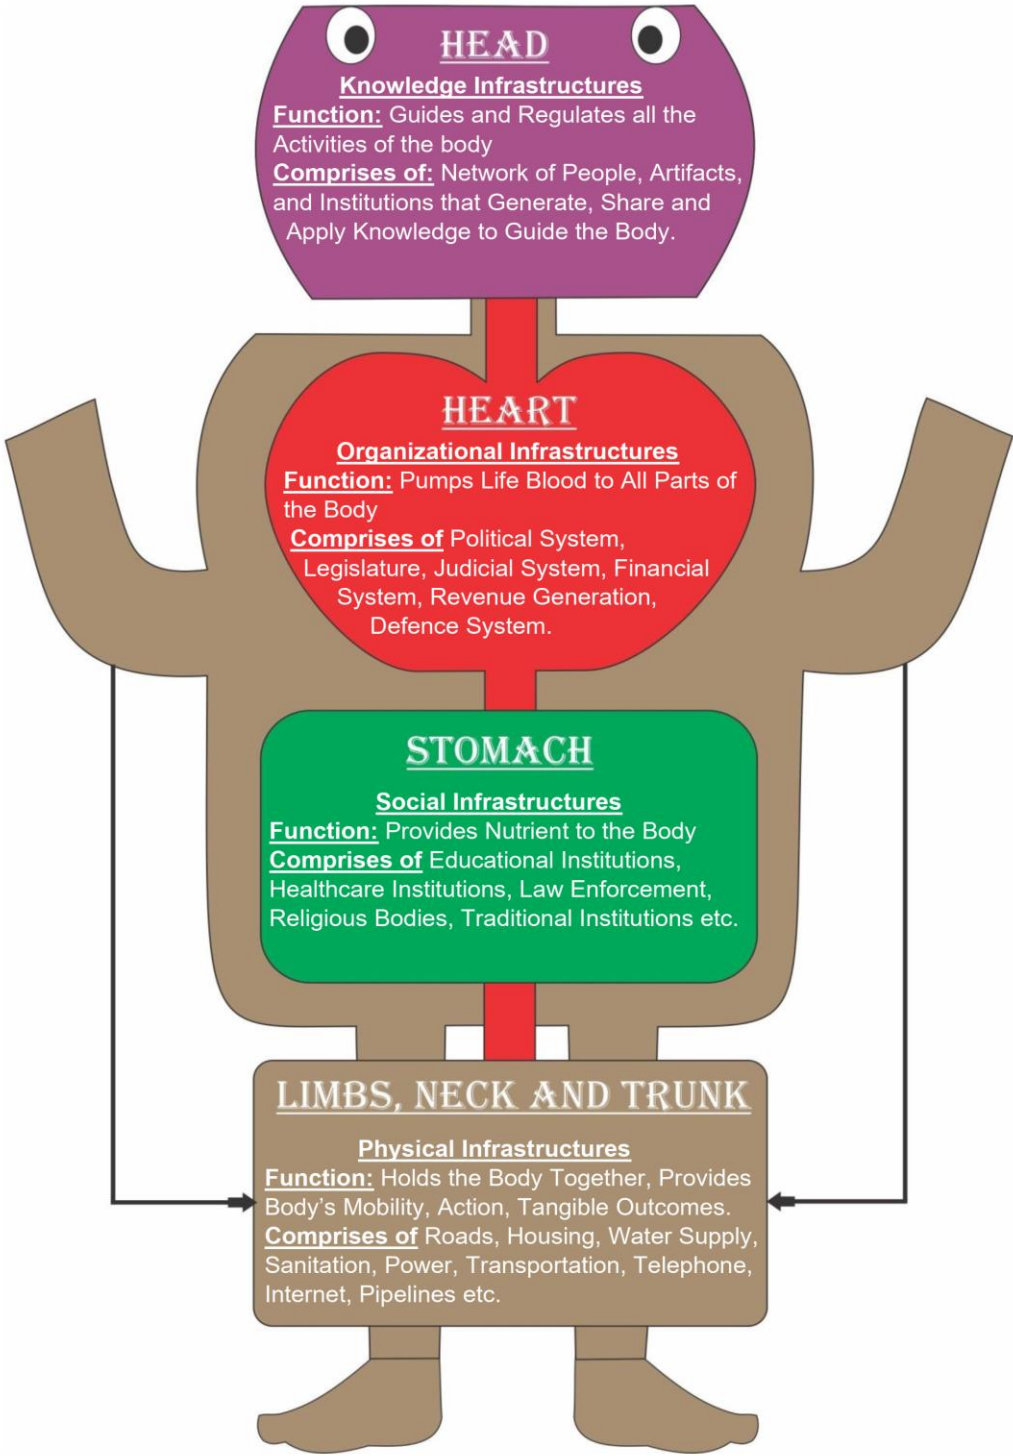 HEAD
Knowledge Infrastructures
Function: Guides and Regulates all the
Activities of the body
Comprises of: Network of People, Artifacts,
and Institutions that Generate, Share and
Apply Knowledge to Guide the Body.
HEART
Organizational Infrastructures
Function: Pumps Life Blood to All Parts of
the Body
Comprises of Political System,
Legislature, Judicial System, Financial
System, Revenue Generation,
Defence System.
STOMACH
Social Infrastructures
Function: Provides Nutrient to the Body
Comprises of Educational Institutions,
Healthcare Institutions, Law Enforcement,
Religious Bodies, Traditional Institutions etc.
LIMBS, NECK AND TRUNK
Physical Infrastructures
Function: Holds the Body Together, Provides
Body’s Mobility, Action, Tangible Outcomes.
Comprises of Roads, Housing, Water Supply,
Sanitation, Power, Transportation, Telephone,
Internet, Pipelines etc.